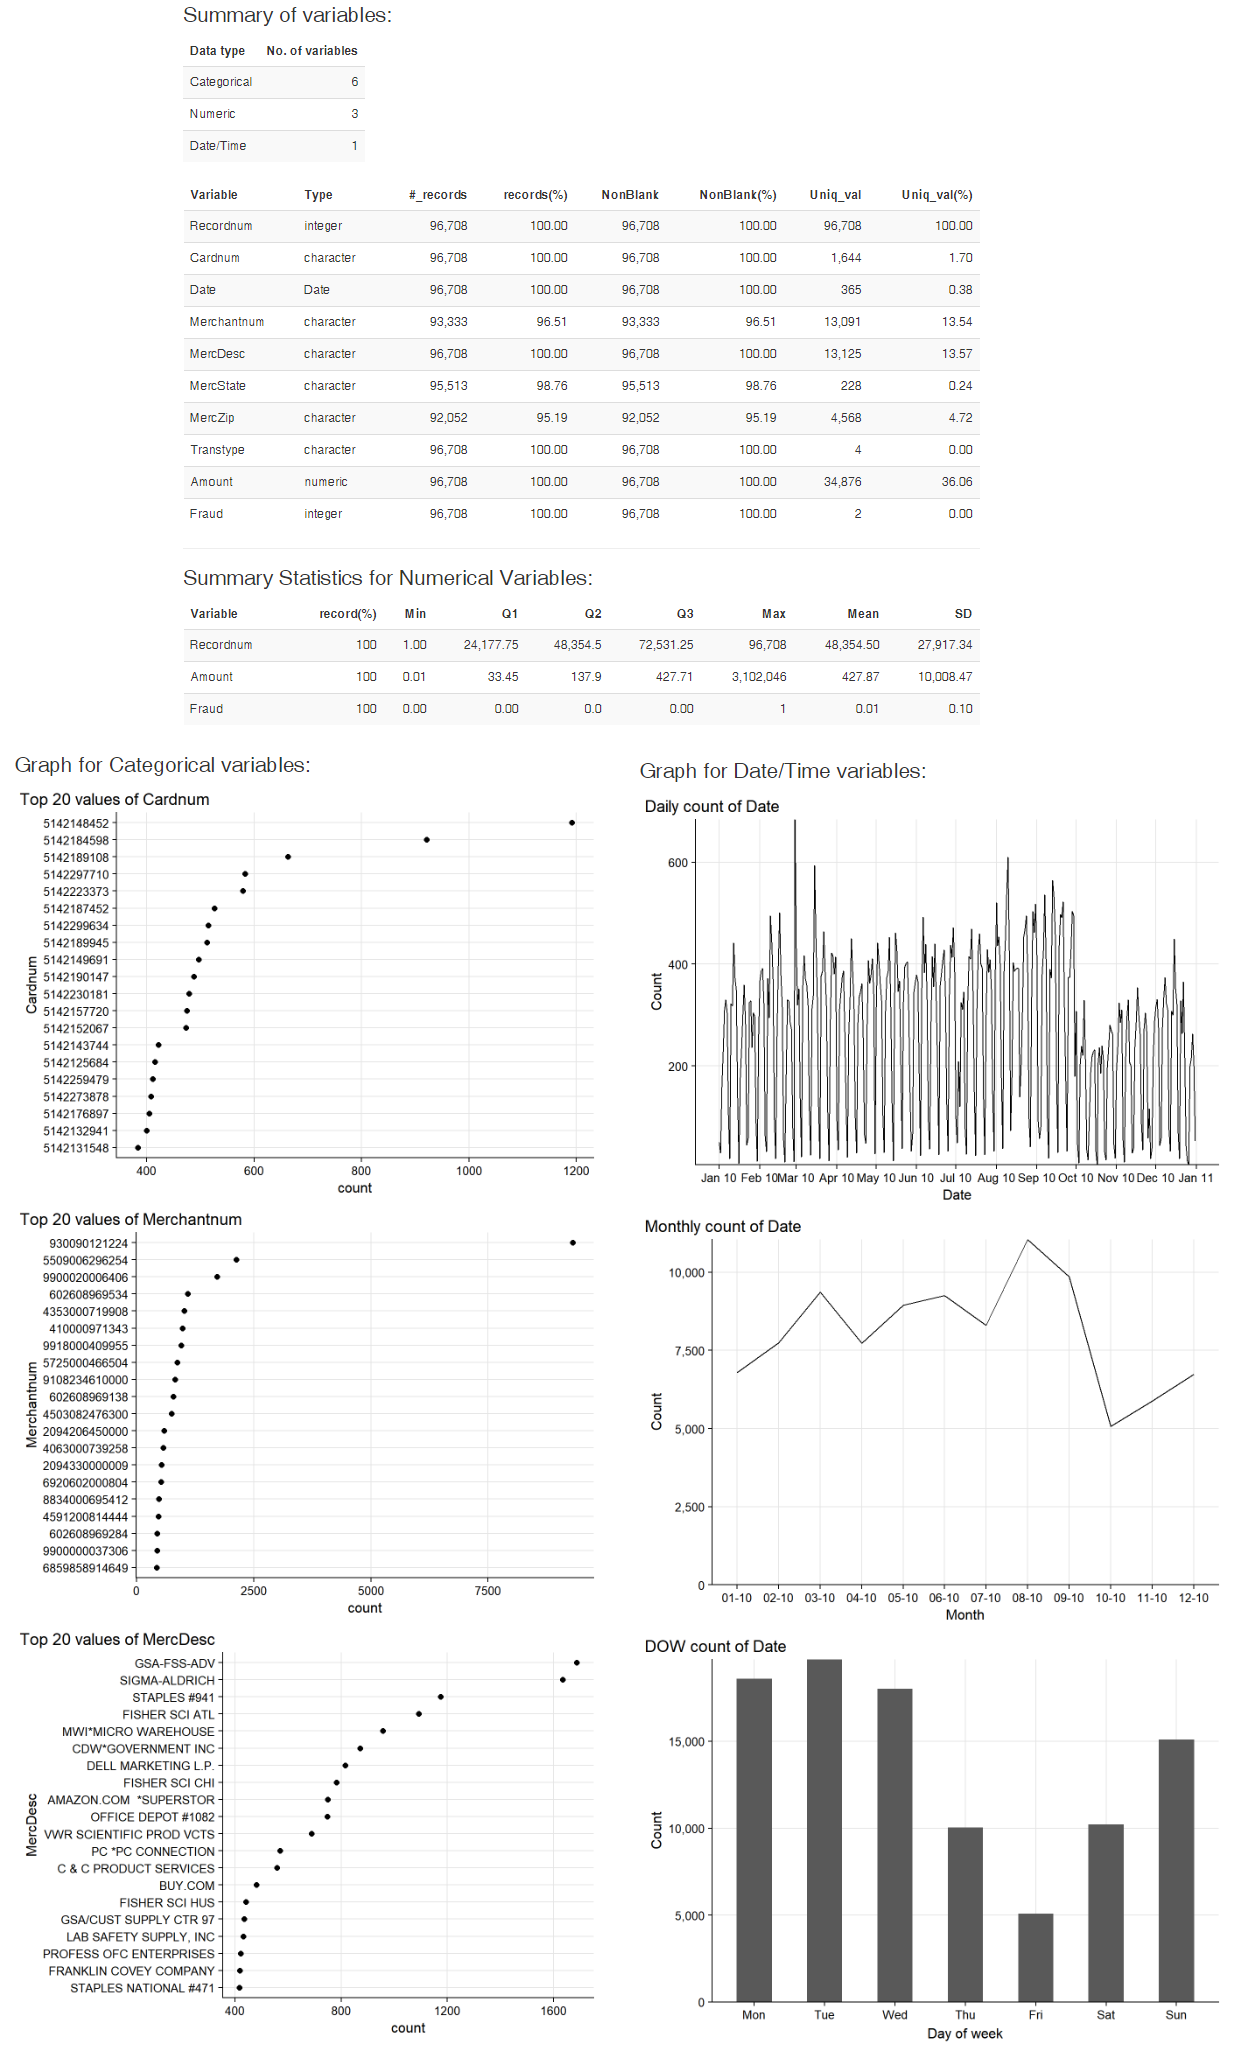 Summary of variables:
Data type No. of variables
Categorical 6
Numeric 3
Date/Time 1
Variable Type #_records records(%) NonBlank NonBlank(%) Uniq_val Uniq_val(%)
Recordnum integer 96,708 100.00 96,708 100.00 96,708 100.00
Cardnum character 96,708 100.00 96,708 100.00 1,644 1.70
Date Date 96,708 100.00 96,708 100.00 365 0.38
Merchantnum character 93,333 96.51 93,333 96.51 13,091 13.54
MercDesc character 96,708 100.00 96,708 100.00 13,125 13.57
MercState character 95,513 98.76 95,513 98.76 228 0.24
MercZip character 92,052 95.19 92,052 95.19 4,568 4.72
Transtype character 96,708 100.00 96,708 100.00 4 0.00
Amount numeric 96,708 100.00 96,708 100.00 34,876 36.06
Fraud integer 96,708 100.00 96,708 100.00 2 0.00
Summary Statistics for Numerical Variables:
Variable record(%) Min Q1 Q2 Q3 Max Mean SD
Recordnum 100 1.00 24,177.75 48,354.5 72,531.25 96,708 48,354.50 27,917.34
Amount 100 0.01 33.45 137.9 427.71 3,102,046 427.87 10,008.47
Fraud 100 0.00 0.00 0.0 0.00 1 0.01 0.10
Graph for Categorical variables:
Top 20 values of Cardnum
Cardnum
5142148452
5142184598
5142189108
5142297710
5142223373
5142187452
5142299634
5142189945
5142149691
5142190147
5142230181
5142157720
5142152067
5142143744
5142125684
5142259479
5142273878
5142176897
5142132941
5142131548
400 600 800 1000 1200
count
Top 20 values of Merchantnum
Merchantnum
930090121224
5509006296254
9900020006406
602608969534
4353000719908
410000971343
9918000409955
5725000466504
9108234610000
602608969138
4503082476300
2094206450000
4063000739258
2094330000009
6920602000804
8834000695412
4591200814444
602608969284
9900000037306
6859858914649
0 2500 5000 7500
count
Top 20 values of MercDesc
MercDesc
GSA-FSS-ADV
SIGMA-ALDRICH
STAPLES #941
FISHER SCI ATL
MWI*MICRO WAREHOUSE
CDW*GOVERNMENT INC
DELL MARKETING L.P.
FISHER SCI CHI
AMAZON.COM *SUPERSTOR
OFFICE DEPOT #1082
VWR SCIENTIFIC PROD VCTS
PC *PC CONNECTION
C & C PRODUCT SERVICES
BUY.COM
FISHER SCI HUS
GSA/CUST SUPPLY CTR 97
LAB SAFETY SUPPLY, INC
PROFESS OFC ENTERPRISES
FRANKLIN COVEY COMPANY
STAPLES NATIONAL #471
400 800 1200 1600
count
Graph for Date/Time variables:
Daily count of Date
Count
600
400
200
Jan 10 Feb 10 Mar 10 Apr 10 May 10 Jun 10 Jul 10 Aug 10 Sep 10 Oct 10 Nov 10 Dec 10 Jan 11
Date
Monthly count of Date
Count
10,000
7,500
5,000
2,500
0
01-10 02-10 03-10 04-10 05-10 06-10 07-10 08-10 09-10 10-10 11-10 12-10
Month
DOW count of Date
Count
15,000
10,000
5,000
0
Mon Tue Wed Thu Fri Sat Sun
Day of week